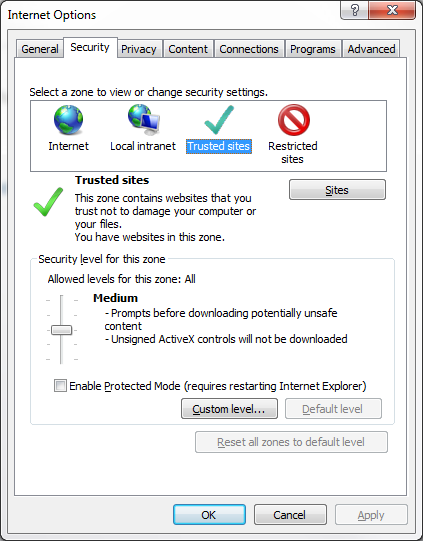 Internet Options
General Security Privacy Content Connections Programs Advanced
Select a zone to view or change security settings.
Internet Local intranet Trusted sites Restricted
sites
Trusted sites
Sites
This zone contains websites that you
trust not to damage your computer or
your files.
You have websites in this zone.
Security level for this zone
Allowed levels for this zone: All
Medium
- Prompts before downloading potentially unsafe
content
- Unsigned ActiveX controls will not be downloaded
Enable Protected Mode (requires restarting Internet Explorer)
Custom level... Default level
Reset all zones to default level
OK Cancel Apply